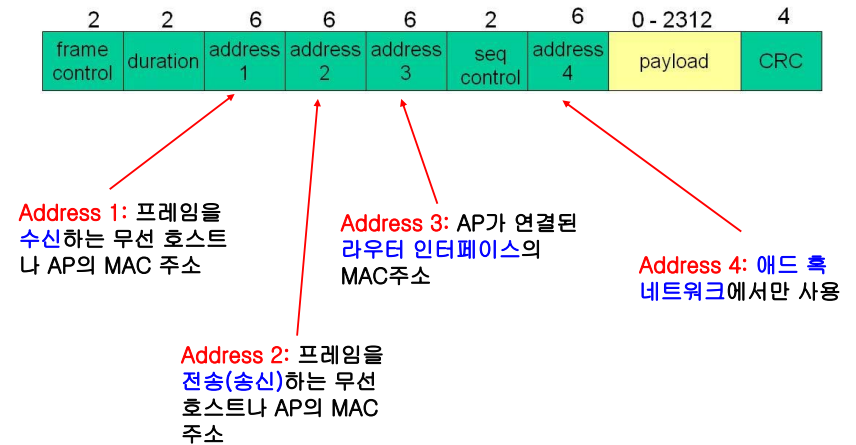 2 2 6 6 6 2 6 0 - 2312 4
frame control duration address 1 address 2 address 3 seq control address 4 payload CRC
Address 1: 프레임을
수신하는 무선 호스트
나 AP의 MAC 주소
Address 2: 프레임을
전송(송신)하는 무선
호스트나 AP의 MAC
주소
Address 3: AP가 연결된
라우터 인터페이스의
MAC주소
Address 4: 애드 혹
네트워크에서만 사용